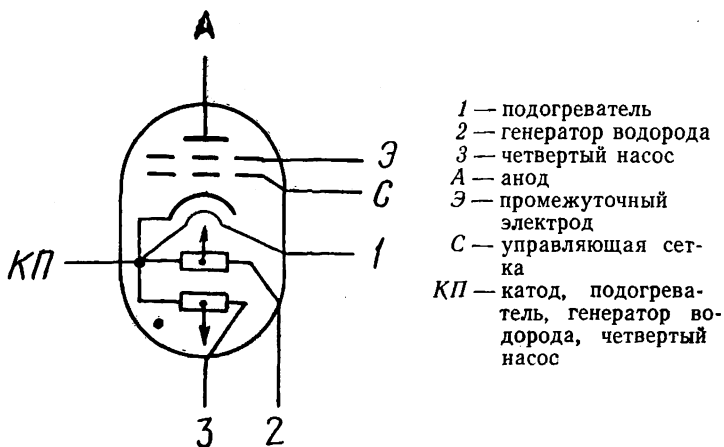 А
Э
С
КП
1
3
2
1 — подогреватель
2 — генератор водорода
3 — четвертый насос
А — анод
Э — промежуточный
электрод
С — управляющая сет-
ка
КП — катод, подогрева-
тель, генератор во-
дорода, четвертый
насос